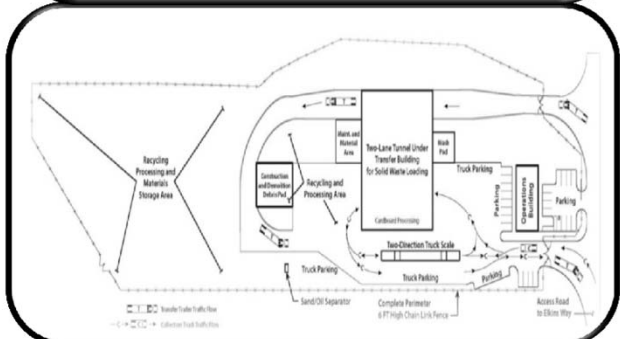 Recycling
Processing and
Materials
Storage Area
Maint. and
Material
Area
Two-Lane Tunnel Under
Transfer Building
for Solid Waste Loading
Wash
Pad
Truck Parking
Construction
and Demolition
Debris Pad
Recycling and
Processing Area
Parking
Operations
Building
Parking
Cardboard Processing
Two-Direction Truck Scale
Truck Parking
Truck Parking
Parking
Sand/Oil Separator
Complete Perimeter
6 FT High Chain Link Fence
Access Road
to Elkins Way
Transfer Trailer Traffic Flow
Collection Truck Traffic Flow